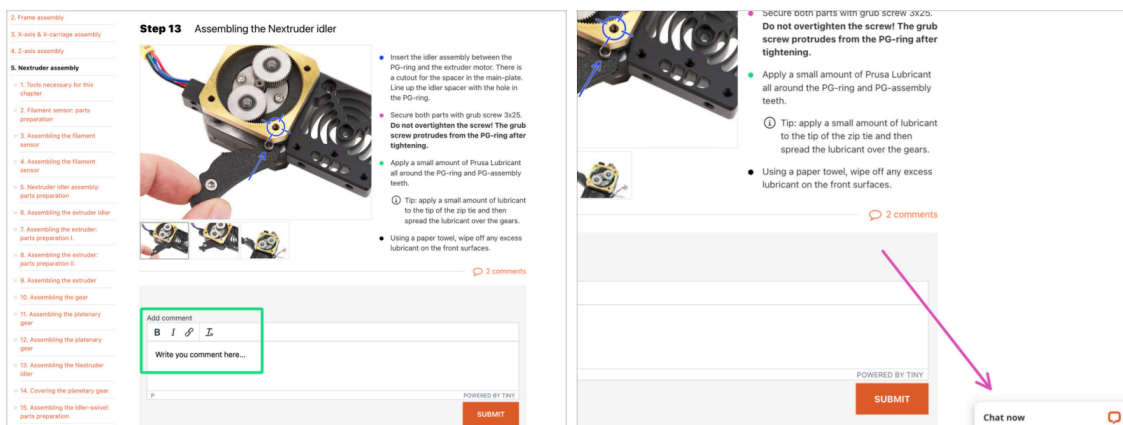 2. Frame assembly
3. X-axis & X-carriage assembly
4. Z-axis assembly
5. Nextruder assembly
1. Tools necessary for this
chapter
2. Filament sensor: parts
preparation
3. Assembling the filament
sensor
4. Assembling the filament
sensor
5. Nextruder idler assembly:
parts preparation
6. Assembling the extruder idler
7. Assembling the extruder:
parts preparation I.
8. Assembling the extruder:
parts preparation II.
9. Assembling the extruder
10. Assembling the gear
11. Assembling the platenary
gear
12. Assembling the platenary
gear
13. Assembling the Nextruder
idler
14. Covering the planetary gear
15. Assembling the Idler-swivel:
parts preparation
Step 13 Assembling the Nextruder idler
Insert the idler assembly between the
PG-ring and the extruder motor. There is
a cutout for the spacer in the main-plate.
Line up the idler spacer with the hole in
the PG-ring.
Secure both parts with grub screw 3x25.
Do not overtighten the screw! The grub
screw protrudes from the PG-ring after
tightening.
Apply a small amount of Prusa Lubricant
all around the PG-ring and PG-assembly
teeth.
Tip: apply a small amount of lubricant
to the tip of the zip tie and then
spread the lubricant over the gears.
Using a paper towel, wipe off any excess
lubricant on the front surfaces.
2 comments
Add comment
B I
Write you comment here...
P POWERED BY TINY
SUBMIT
Secure both parts with grub screw 3x25.
Do not overtighten the screw! The grub
screw protrudes from the PG-ring after
tightening.
Apply a small amount of Prusa Lubricant
all around the PG-ring and PG-assembly
teeth.
Tip: apply a small amount of lubricant
to the tip of the zip tie and then
spread the lubricant over the gears.
Using a paper towel, wipe off any excess
lubricant on the front surfaces.
2 comments
POWERED BY TINY
SUBMIT
Chat now